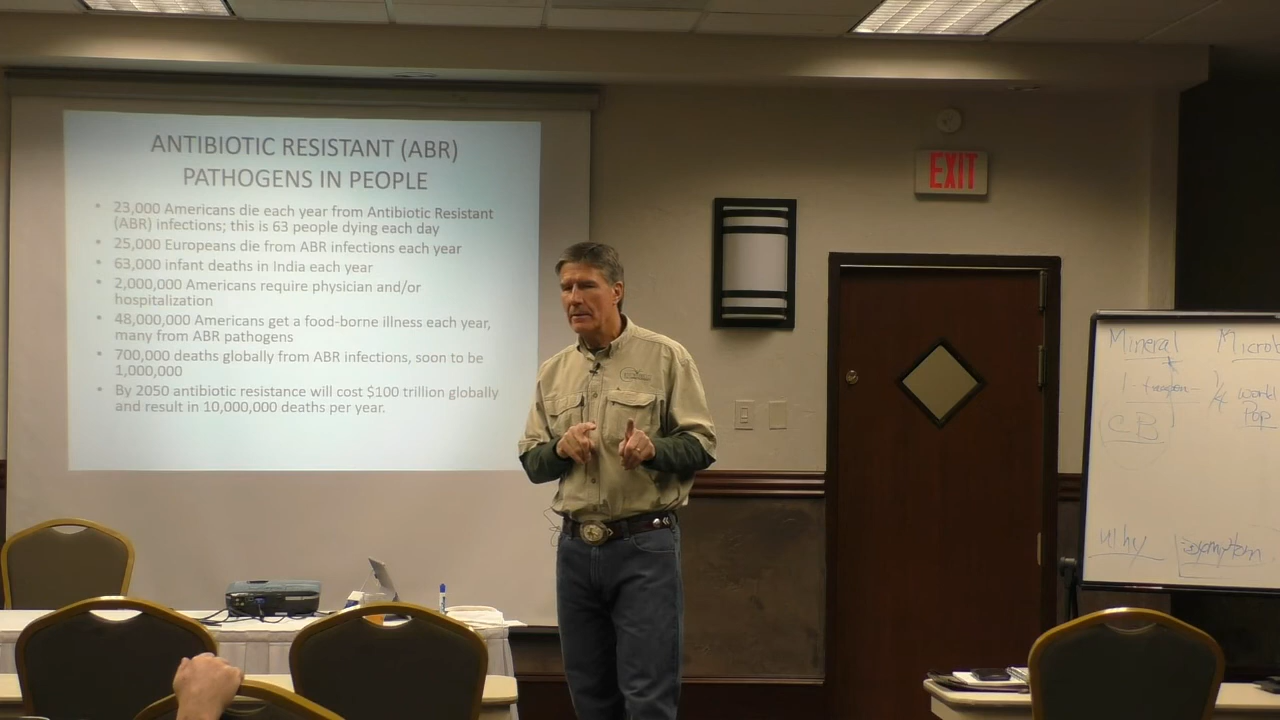 ANTIBIOTIC RESISTANT (ABR)
PATHOGENS IN PEOPLE
• 23,000 Americans die each year from Antibiotic Resistant
(ABR) infections; this is 63 people dying each day
• 25,000 Europeans die from ABR infections each year
• 63,000 infant deaths in India each year
• 2,000,000 Americans require physician and/or
hospitalization
• 48,000,000 Americans get a food-borne illness each year,
many from ABR pathogens
• 700,000 deaths globally from ABR infections, soon to be
1,000,000
• By 2050 antibiotic resistance will cost $100 trillion globally
and result in 10,000,000 deaths per year.
EXIT
Mineral Microb
1 1/4 world
Pop
CB
Why Symptom